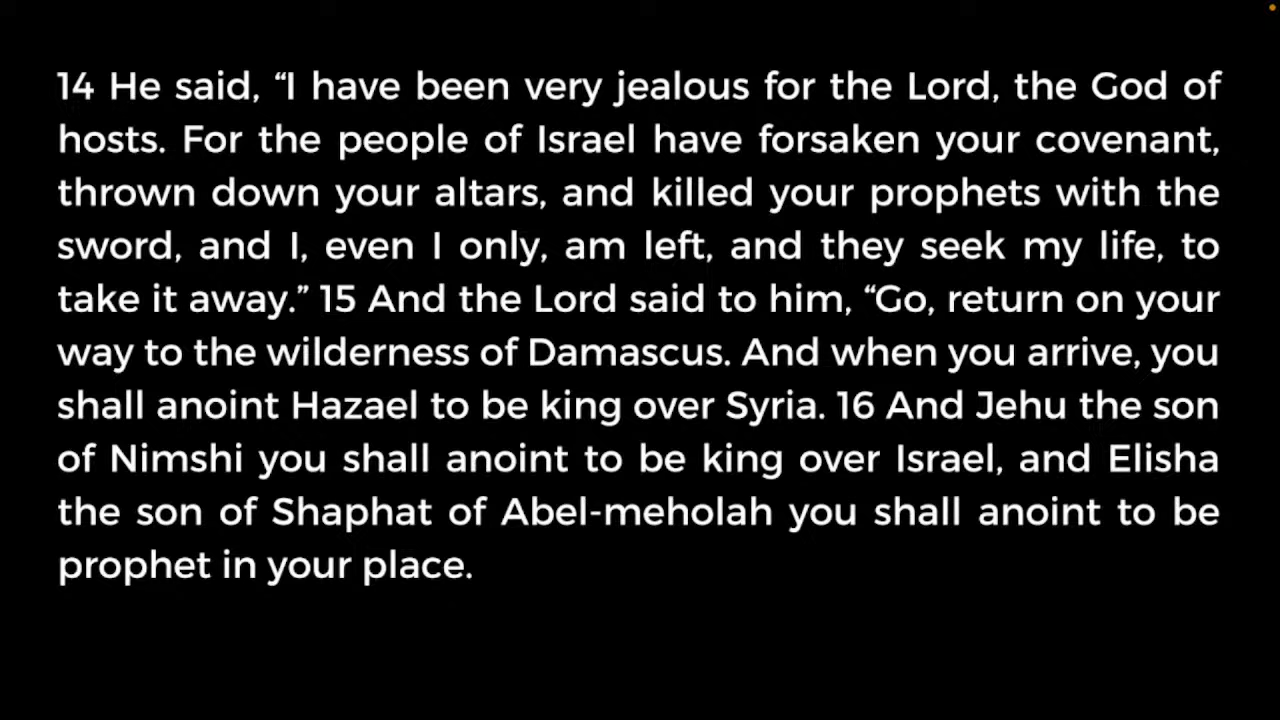 14 He said, “I have been very jealous for the Lord, the God of
hosts. For the people of Israel have forsaken your covenant,
thrown down your altars, and killed your prophets with the
sword, and I, even I only, am left, and they seek my life, to
take it away.” 15 And the Lord said to him, “Go, return on your
way to the wilderness of Damascus. And when you arrive, you
shall anoint Hazael to be king over Syria. 16 And Jehu the son
of Nimshi you shall anoint to be king over Israel, and Elisha
the son of Shaphat of Abel-meholah you shall anoint to be
prophet in your place.